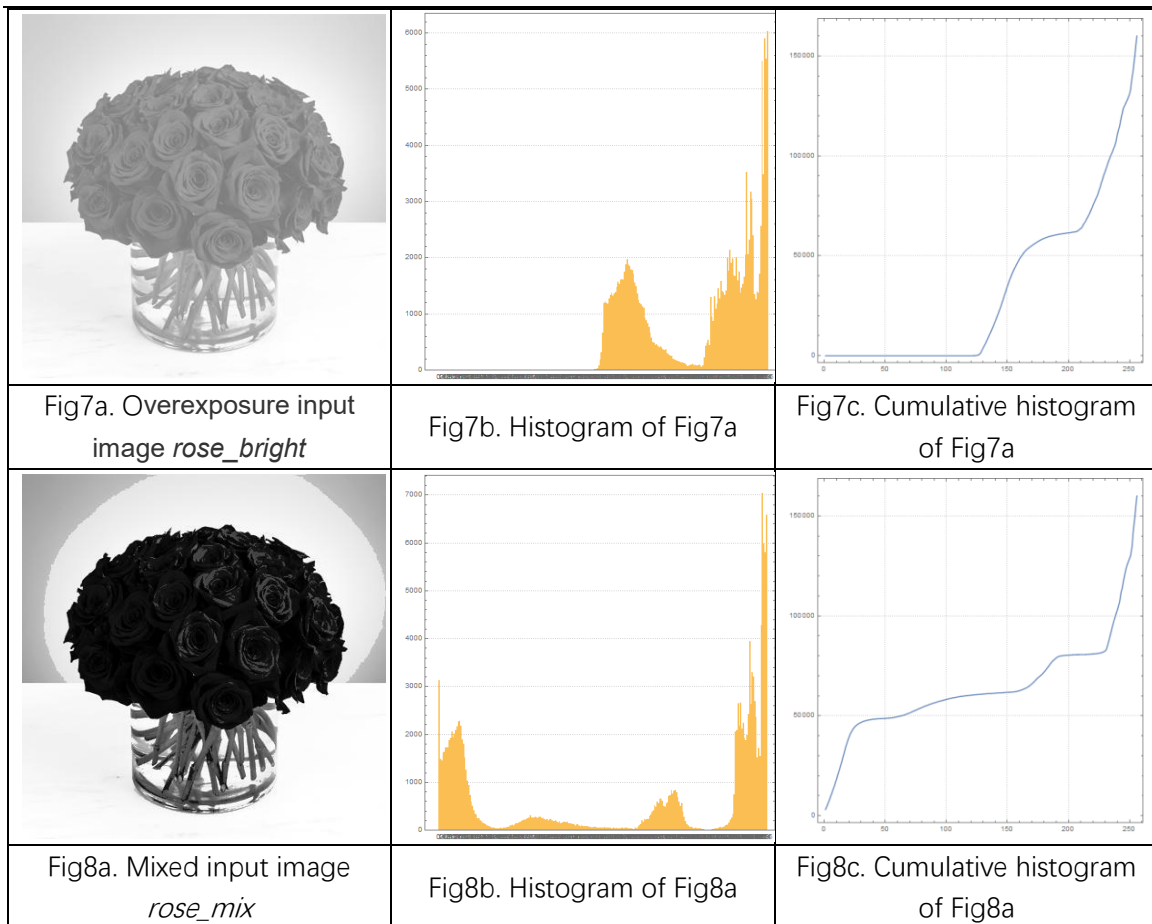 6000
5000
4000
3000
2000
1000
0
150000
100000
50000
0
0 50 100 150 200 250
Fig7a. Overexposure input
image rose_bright
Fig7b. Histogram of Fig7a
Fig7c. Cumulative histogram
of Fig7a
7000
6000
5000
4000
3000
2000
1000
0
150000
100000
50000
0
0 50 100 150 200 250
Fig8a. Mixed input image
rose_mix
Fig8b. Histogram of Fig8a
Fig8c. Cumulative histogram
of Fig8a